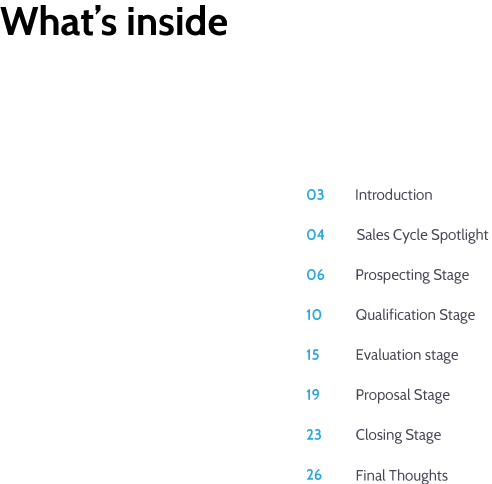 What’s inside
03 Introduction
04 Sales Cycle Spotlight
06 Prospecting Stage
10 Qualification Stage
15 Evaluation stage
19 Proposal Stage
23 Closing Stage
26 Final Thoughts